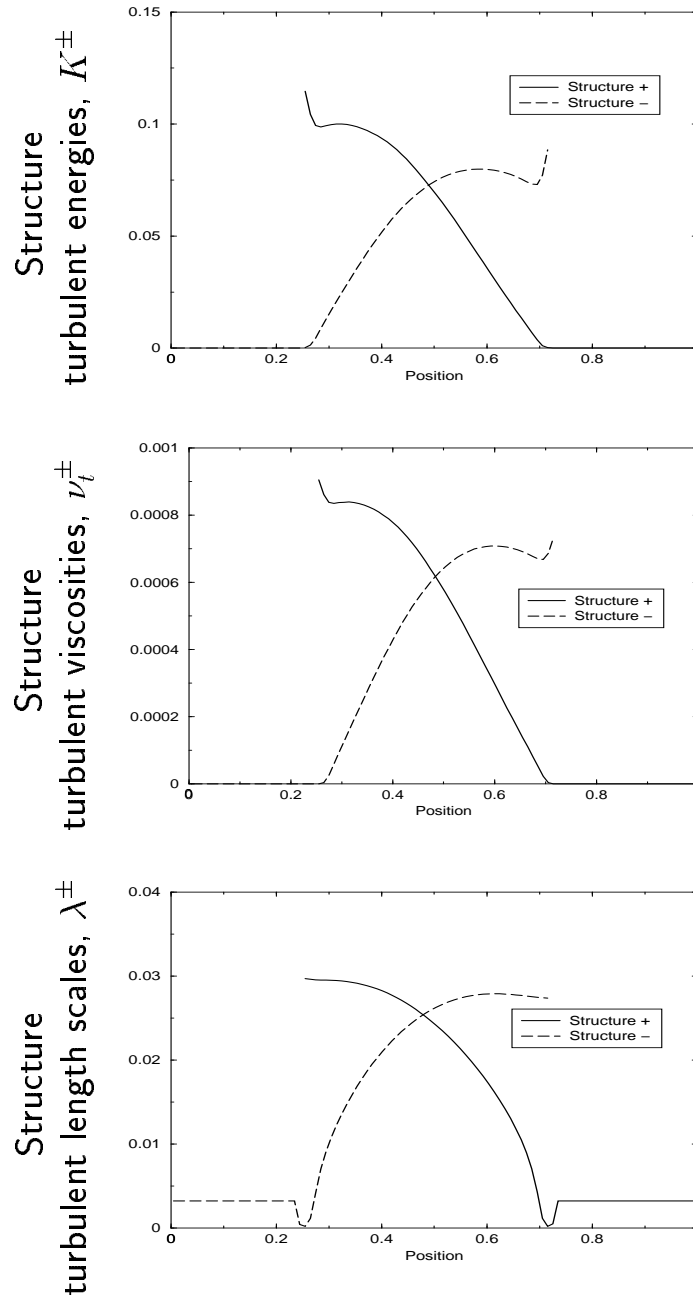 Structure
turbulent energies, K±
0.15
0.1
0.05
0
0
0.2
0.4
0.6
0.8
Position
Structure +
Structure –
Structure
turbulent viscosities, νt±
0.001
0.0008
0.0006
0.0004
0.0002
0
0
0.2
0.4
0.6
0.8
Position
Structure +
Structure –
Structure
turbulent length scales, λ±
0.04
0.03
0.02
0.01
0
0
0.2
0.4
0.6
0.8
Position
Structure +
Structure –